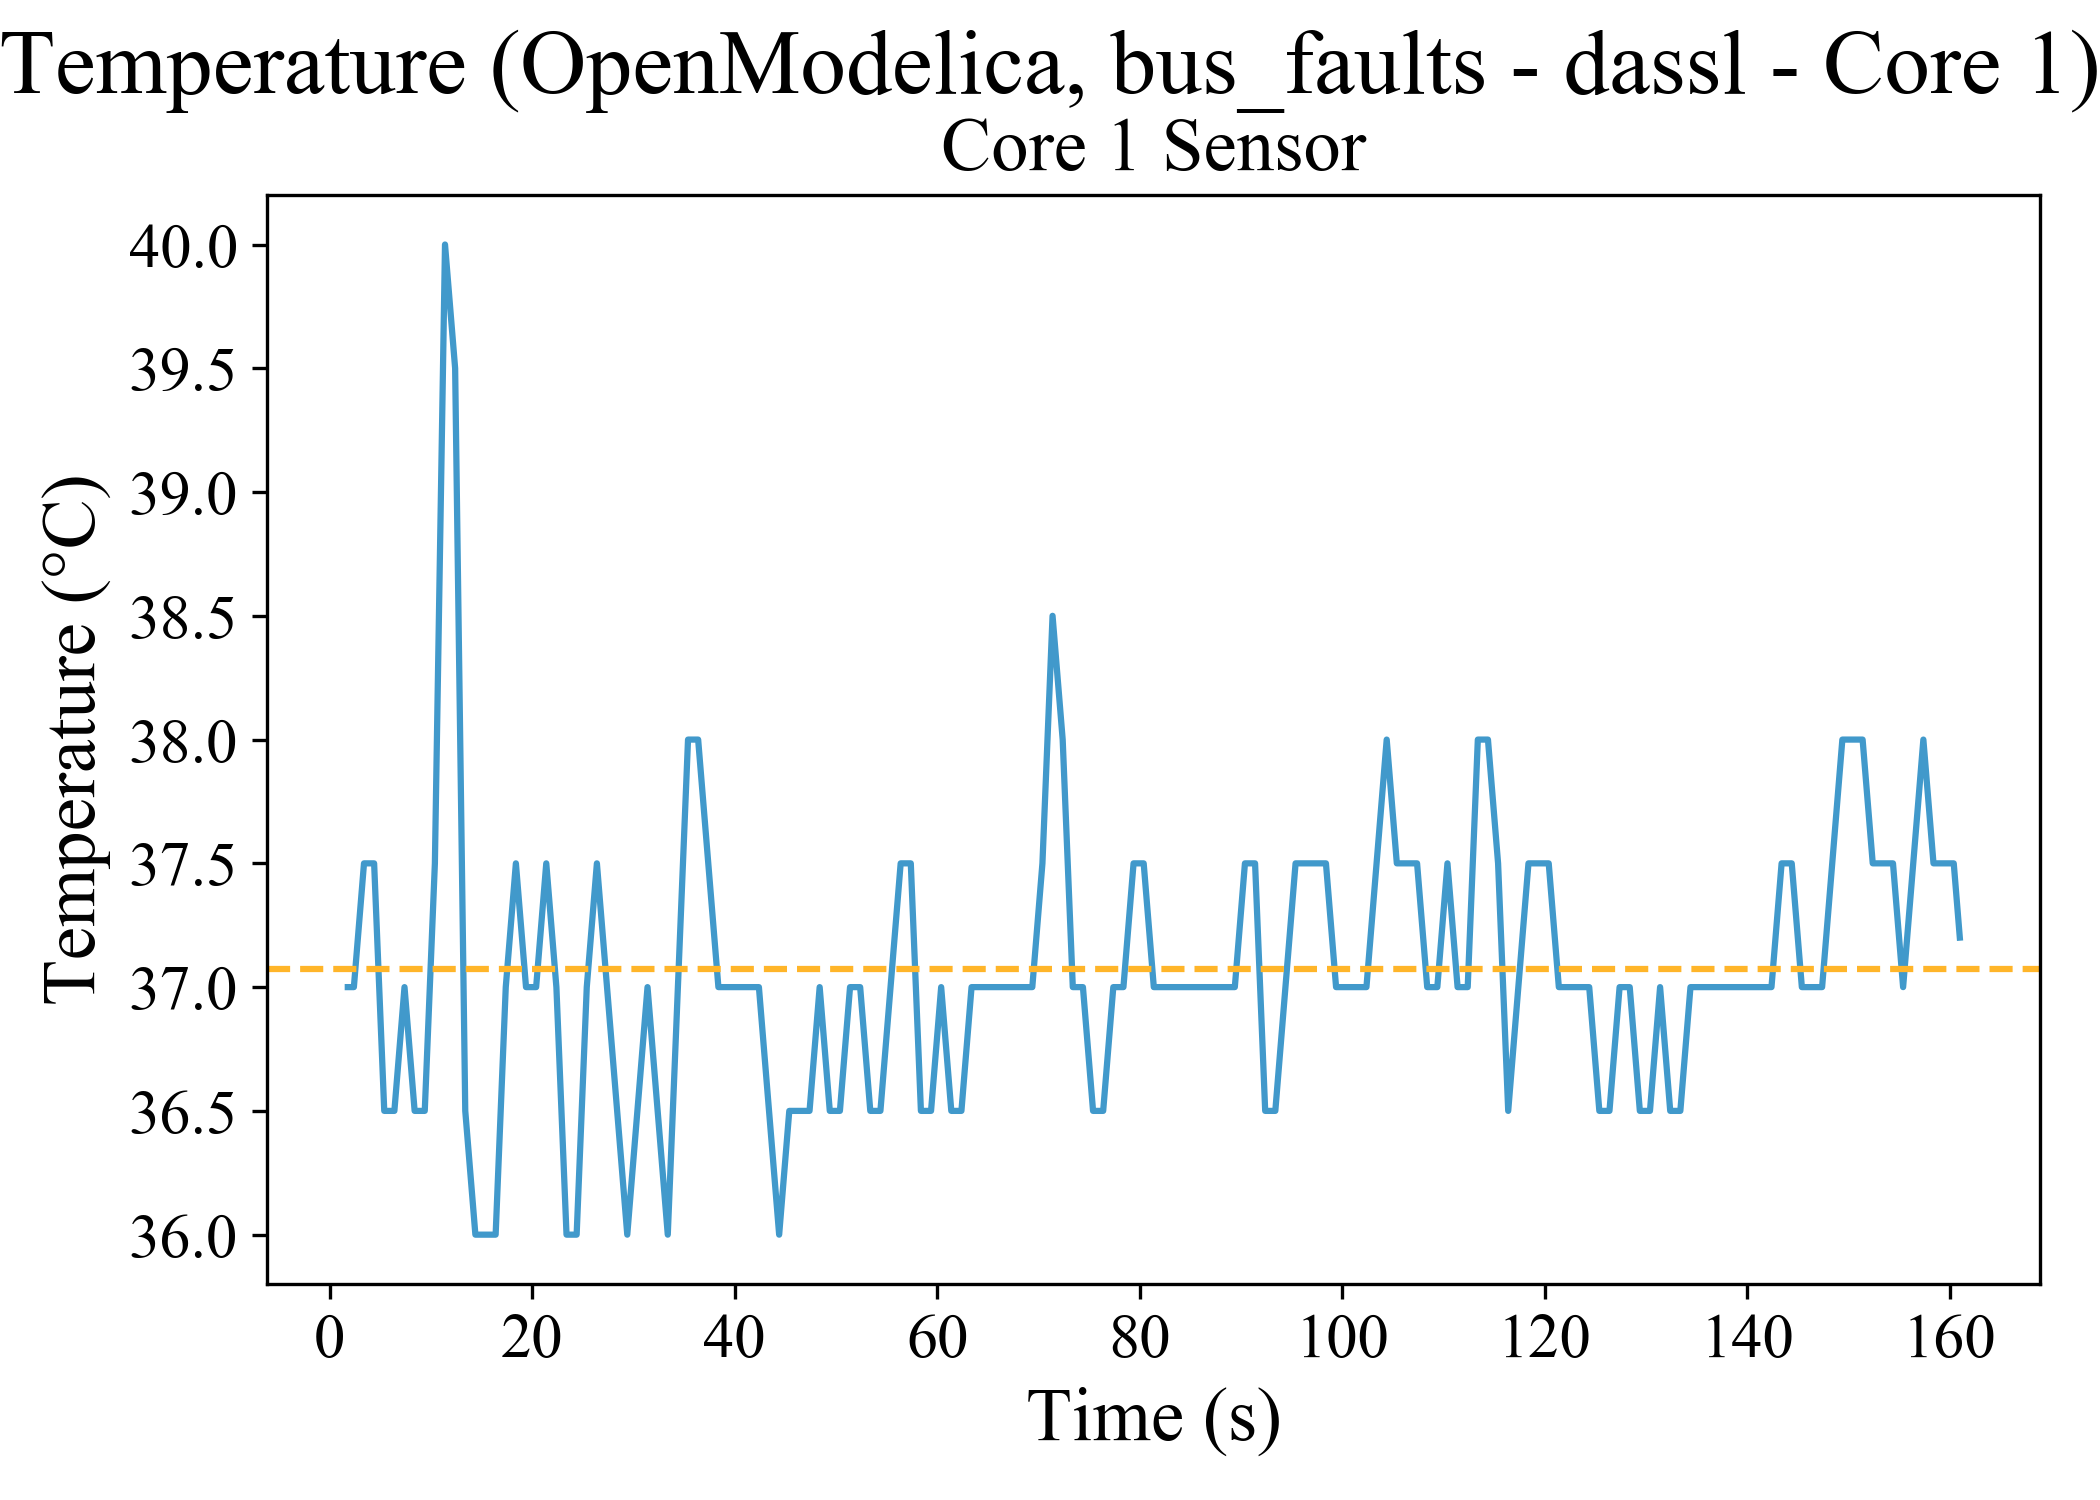 Temperature (OpenModelica, bus_faults - dassl - Core 1)
Core 1 Sensor
40.0
39.5
39.0
38.5
38.0
37.5
37.0
36.5
36.0
Temperature (°C)
0 20 40 60 80 100 120 140 160
Time (s)